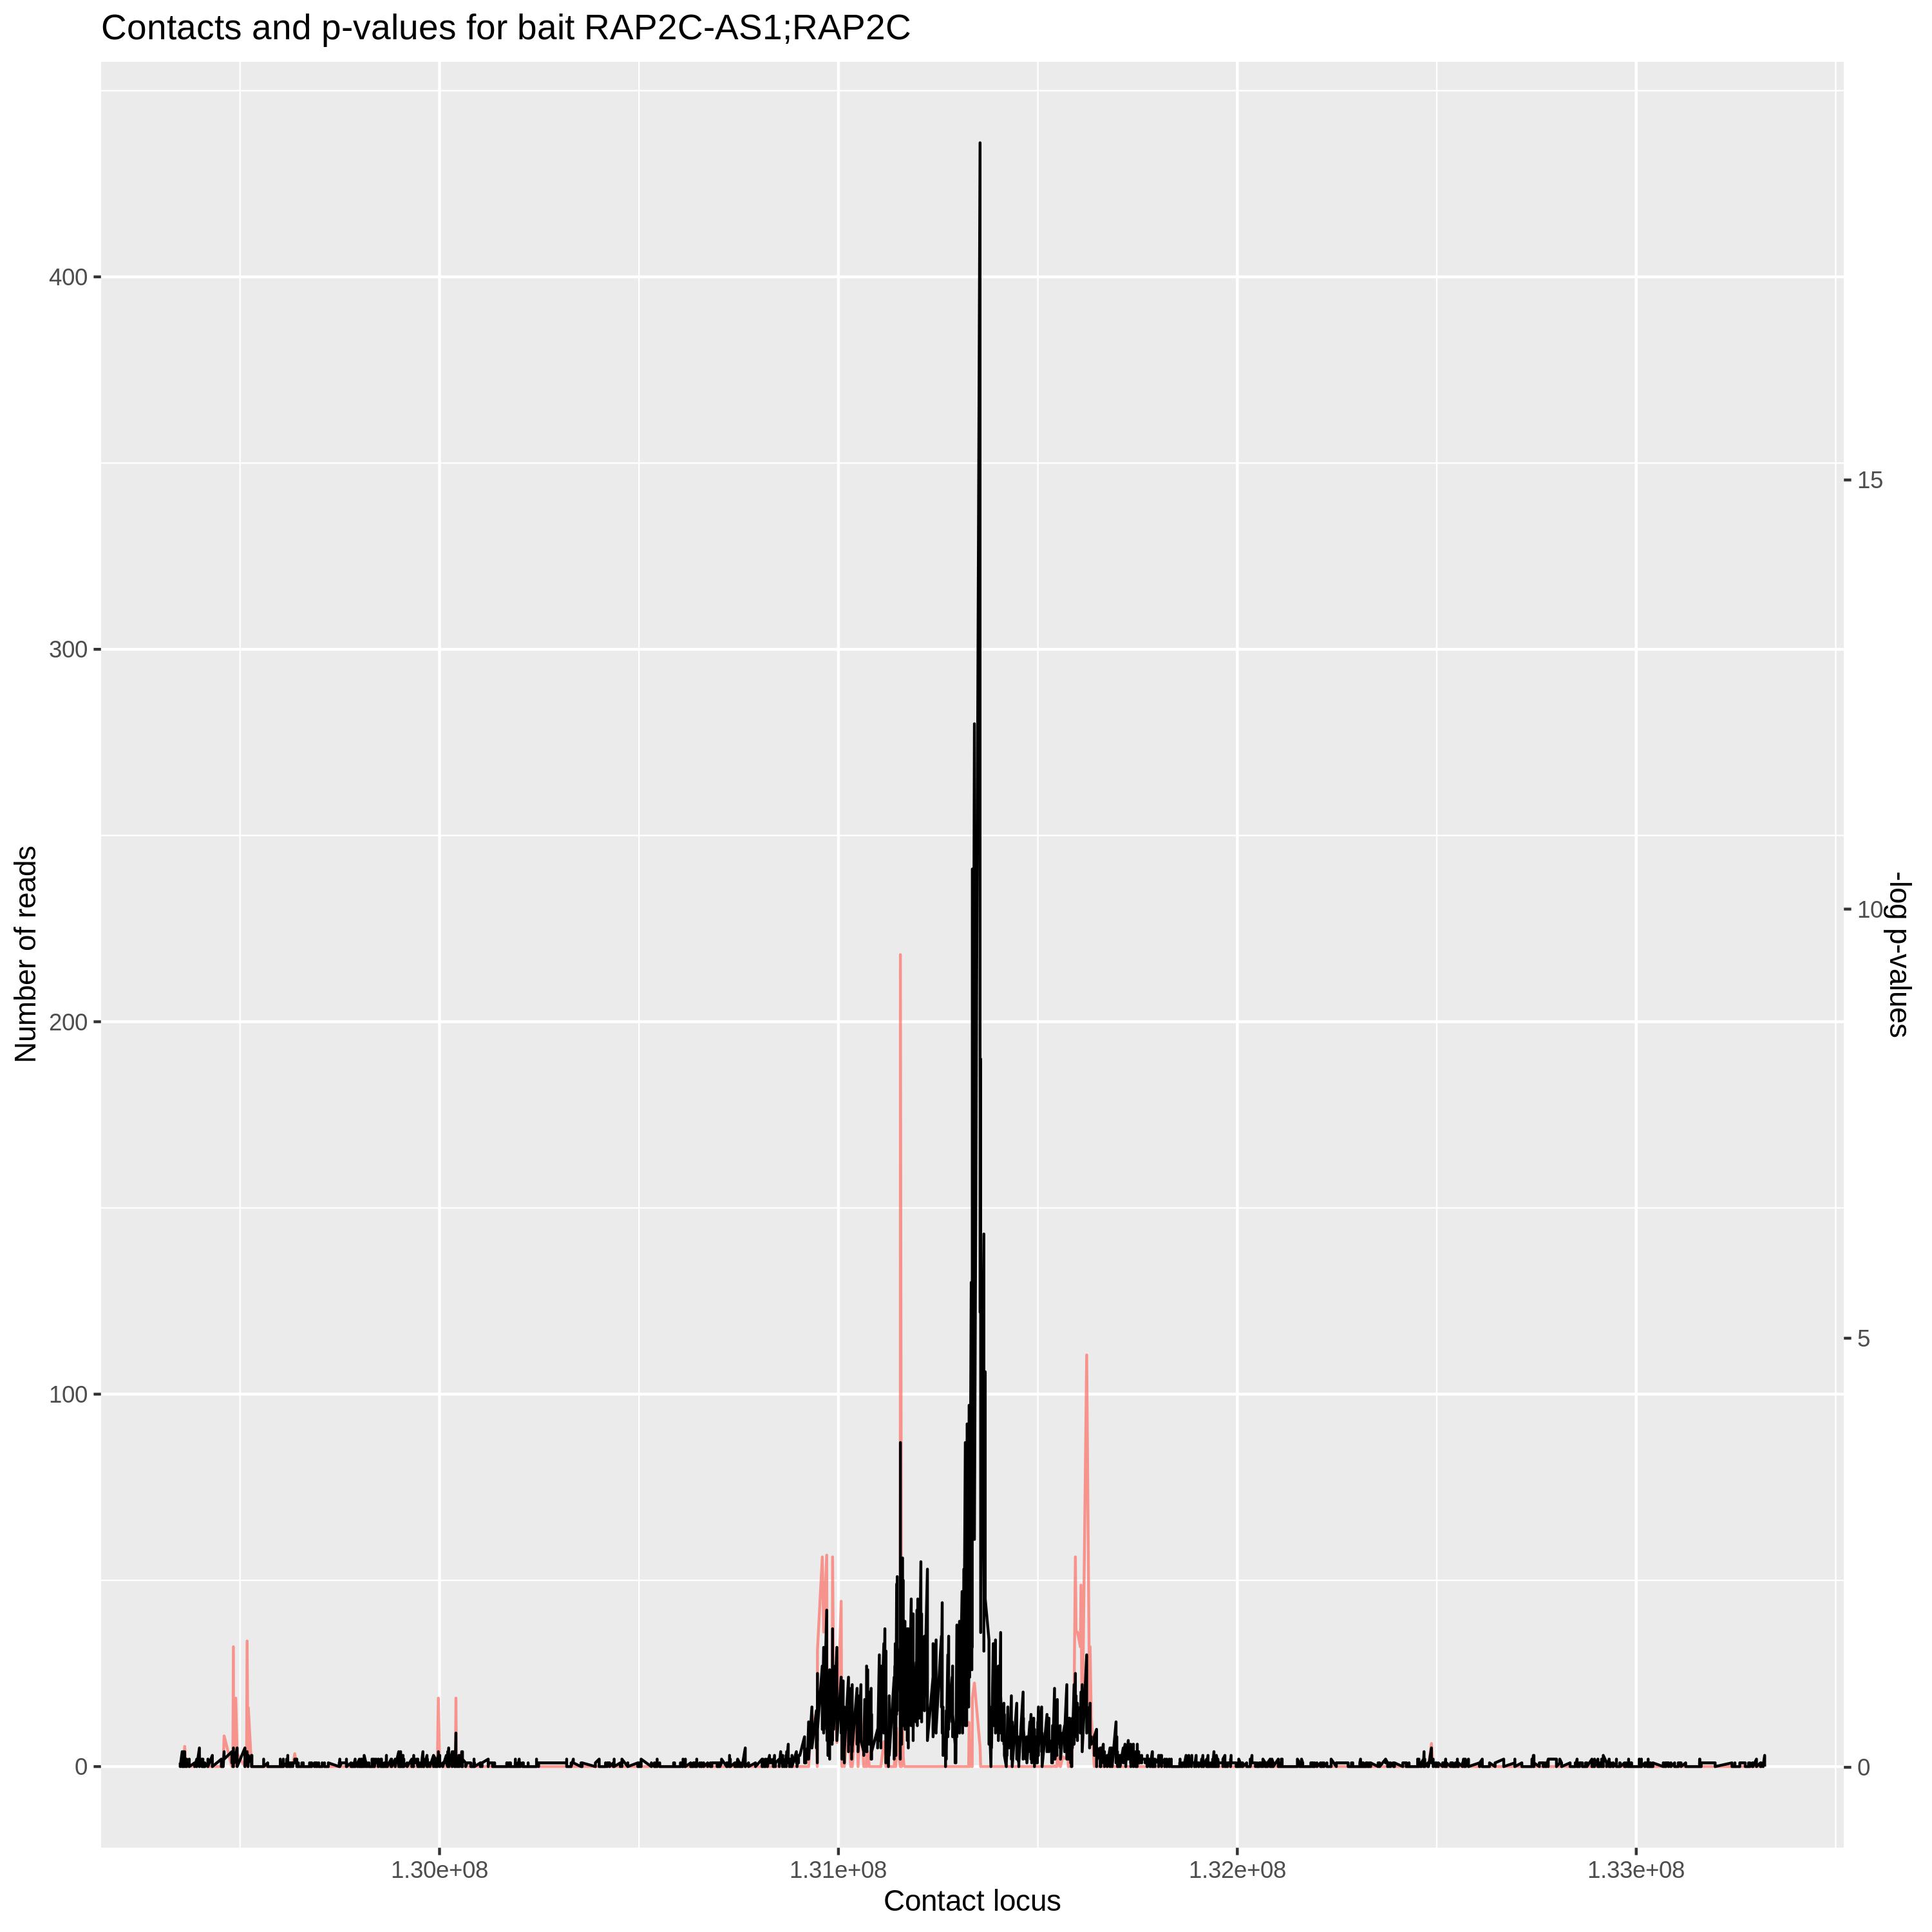 Contacts and p-values for bait RAP2C-AS1;RAP2C
Number of reads
400
300
200
100
0
15
10
5
0
-log p-values
1.30e+08 1.31e+08 1.32e+08 1.33e+08
Contact locus